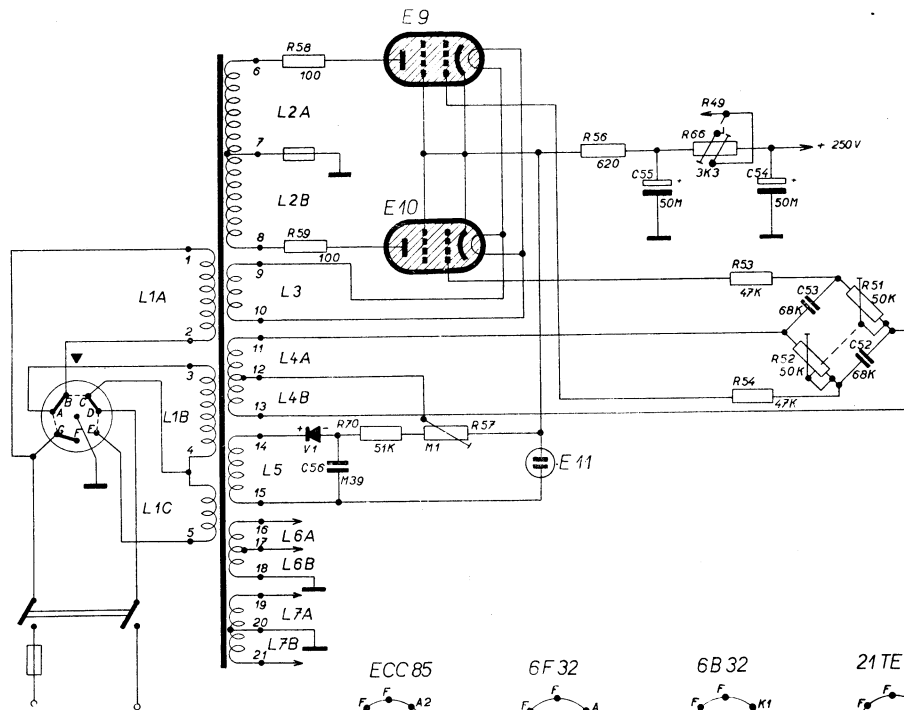 E9
R58
6
100
L2A
7
R49
R56
R66
+ 250V
620
3K3
C55
+
50M
C54
+
50M
L2B
E10
R59
8
100
1
9
R53
47K
C53
68K
R51
50K
L1A
L3
10
2
11
C52
68K
R52
50K
L4A
12
3
R54
47K
L4B
13
B C
A D
G F E
L1B
R70
R57
14
+ -
V1
51K
M1
4
C56
M39
E11
L5
15
L1C
16
L6A
17
5
L6B
18
19
L7A
20
L7B
21
ECC85
6F32
6B32
21TE
F F A2
F F A
F F K1
F F